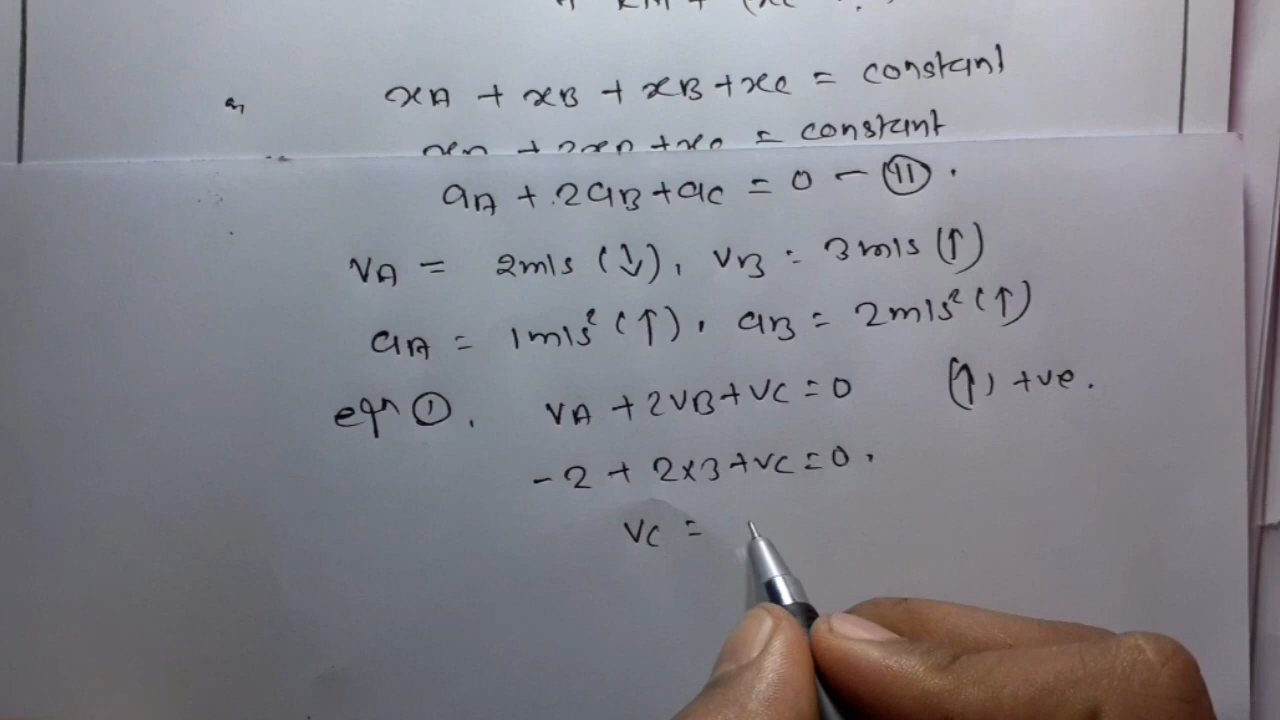 xA + xB + xB + xC = constant
= constant
aA + 2aB + aC = 0 - (II).
vA = 2m/s (↓), vB = 3m/s (↑)
aA = 1m/s² (↑), aB = 2m/s² (↑)
eqn (I), vA + 2vB + vC = 0 (↑) +ve.
-2 + 2×3 + vC = 0.
vC =